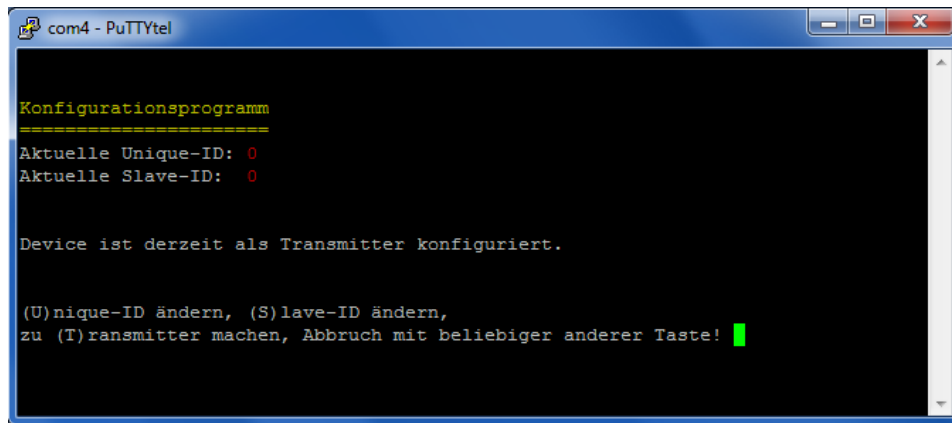 com4 - PuTTYtel
Konfigurationsprogramm
======================
Aktuelle Unique-ID: 0
Aktuelle Slave-ID: 0
Device ist derzeit als Transmitter konfiguriert.
(U)nique-ID ändern, (S)lave-ID ändern,
zu (T)ransmitter machen, Abbruch mit beliebiger anderer Taste!